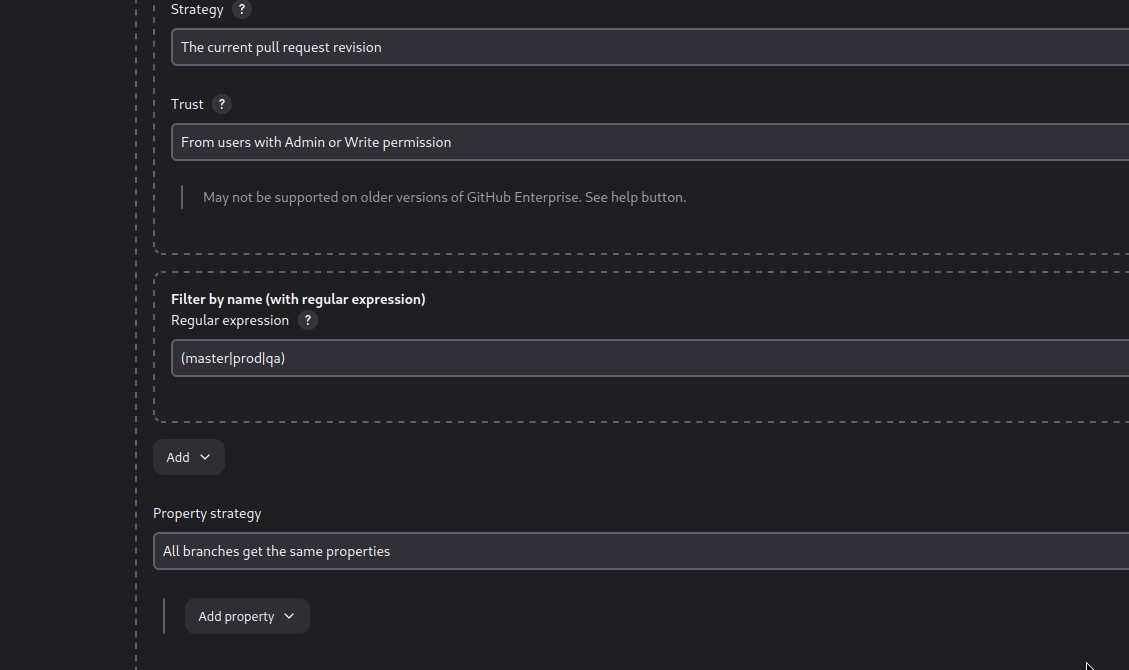 Strategy ?
The current pull request revision
Trust ?
From users with Admin or Write permission
May not be supported on older versions of GitHub Enterprise. See help button.
Filter by name (with regular expression)
Regular expression ?
(master|prod|qa)
Add
Property strategy
All branches get the same properties
Add property